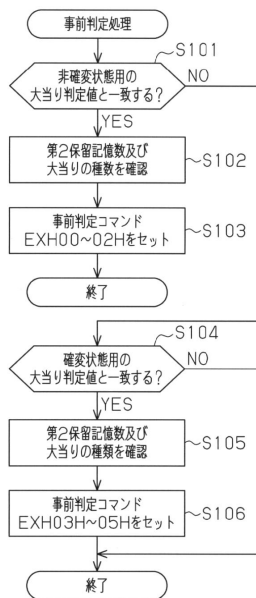 事前判定処理
S101
非確変状態用の
大当り判定値と一致する？
NO
YES
第2保留記憶数及び
大当りの種数を確認
S102
事前判定コマンド
EXH00～02Hをセット
S103
終了
S104
確変状態用の
大当り判定値と一致する？
NO
YES
第2保留記憶数及び
大当りの種類を確認
S105
事前判定コマンド
EXH03H～05Hをセット
S106
終了